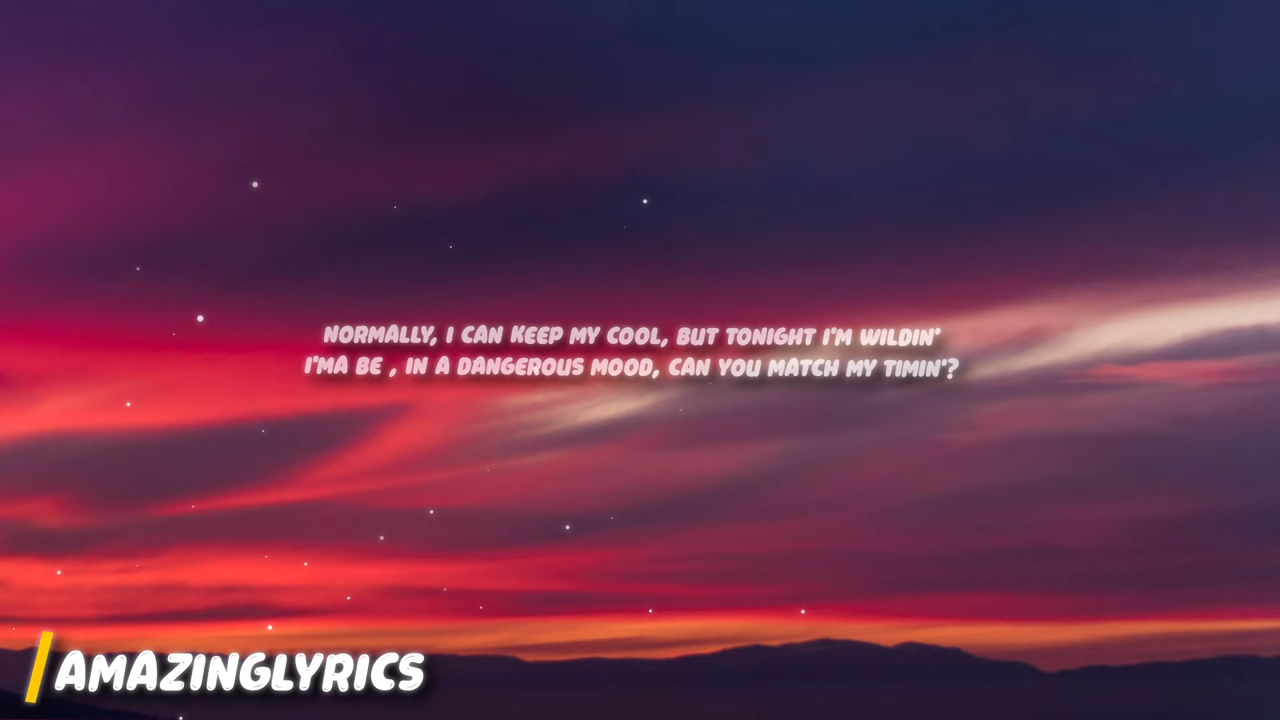 NORMALLY, I CAN KEEP MY COOL, BUT TONIGHT I'M WILDIN'
I'MA BE , IN A DANGEROUS MOOD, CAN YOU MATCH MY TIMIN'?
AMAZINGLYRICS